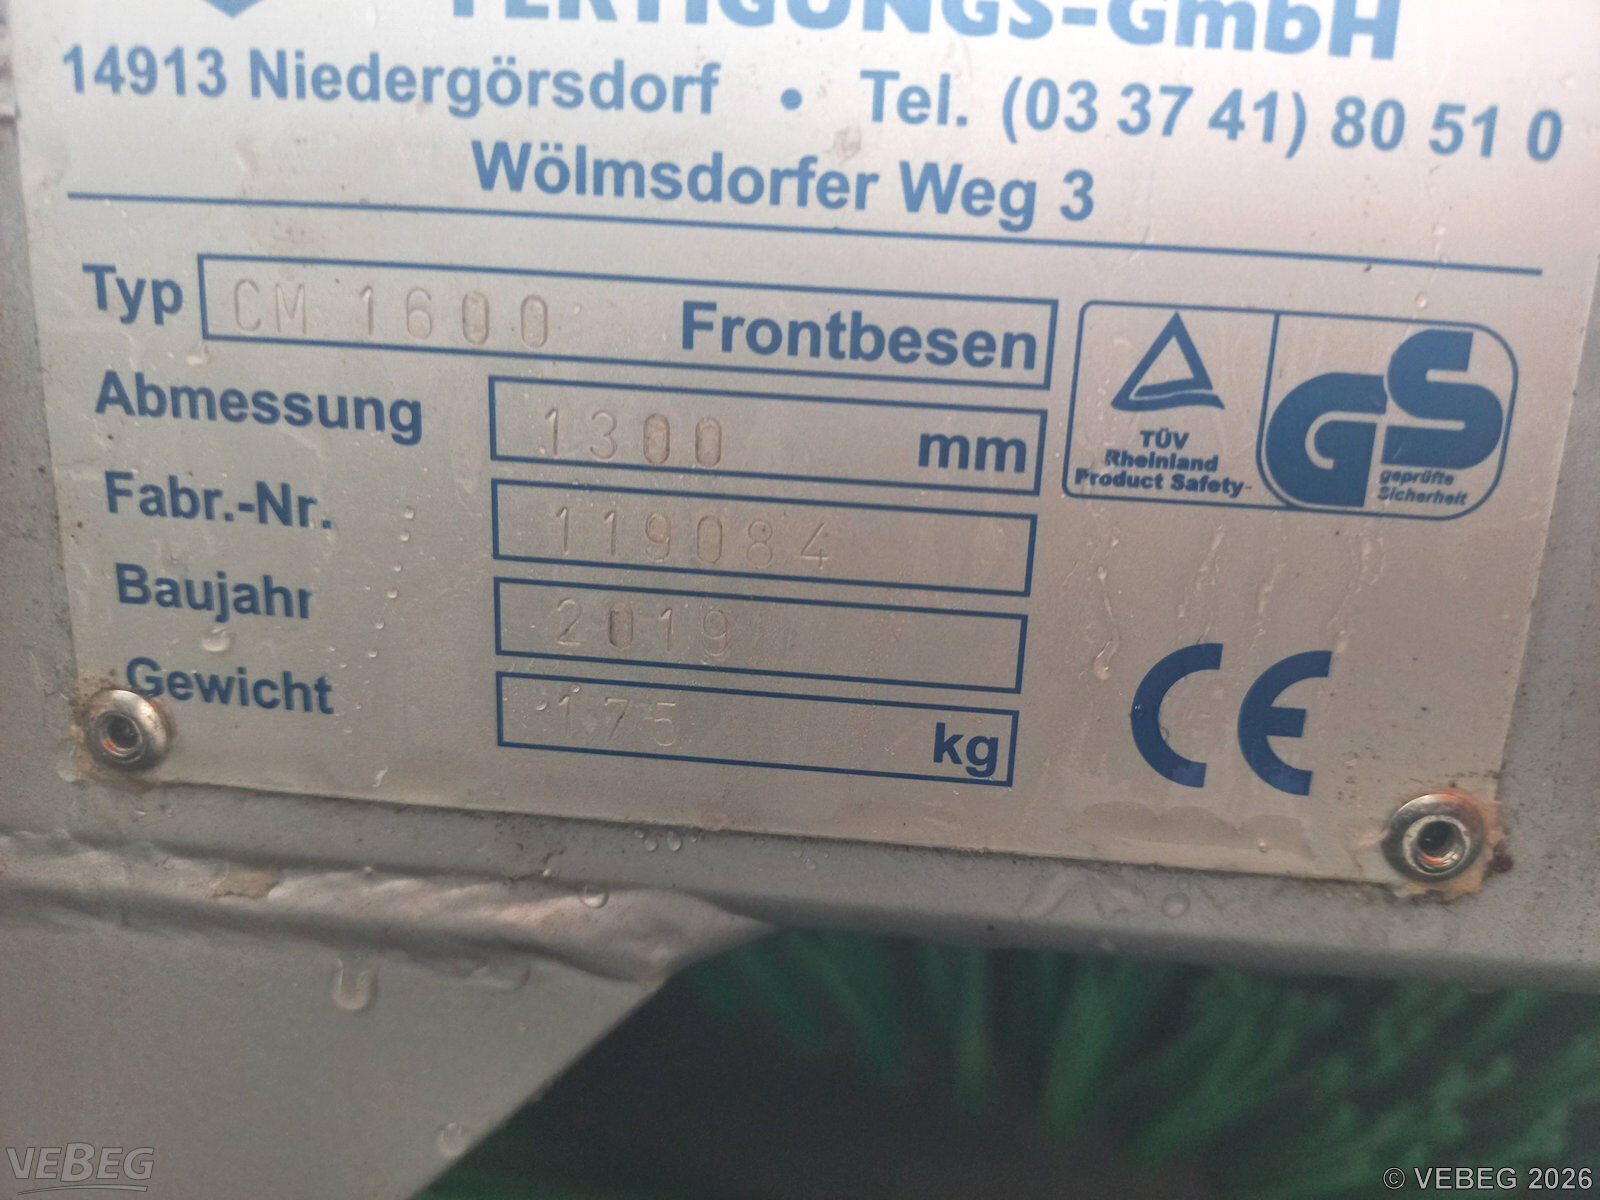 FERTIGUNGS-GmbH
14913 Niedergörsdorf • Tel. (03 37 41) 80 51 0
Wölmsdorfer Weg 3
Typ CM 1600 Frontbesen
Abmessung 1300 mm
Fabr.-Nr. 119084
Baujahr 2019
Gewicht 175 kg
TÜV
Rheinland
Product Safety
GS
geprüfte
Sicherheit
CE
VEBEG
© VEBEG 2026